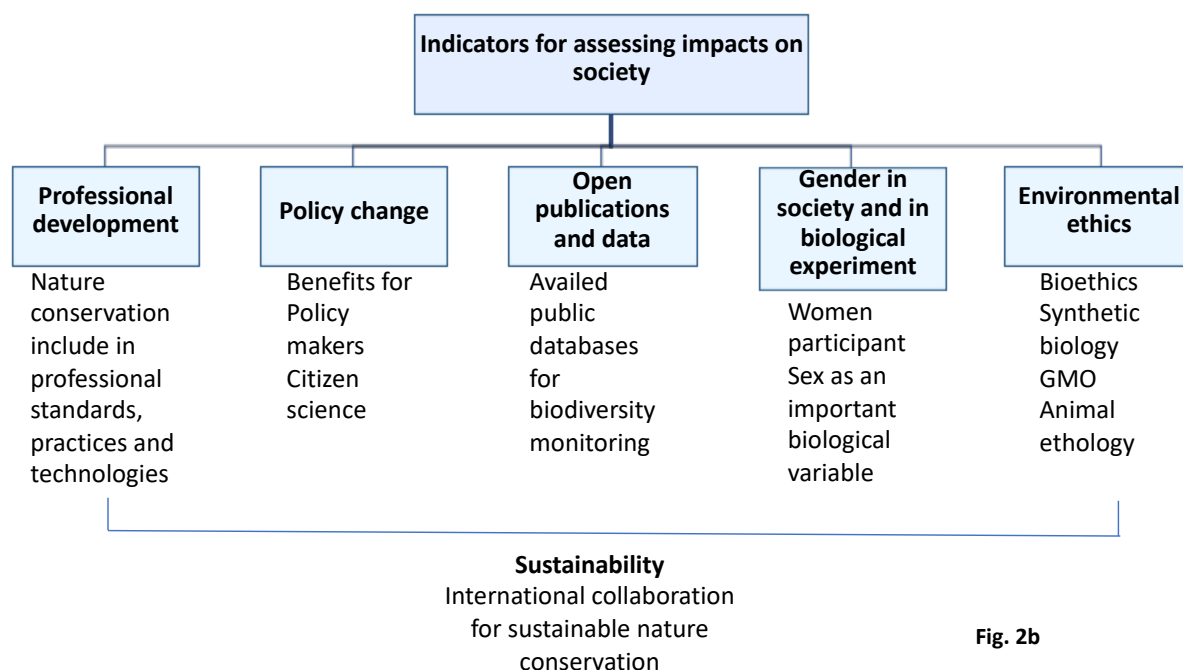 Indicators for assessing impacts on
society
Professional
development
Nature
conservation
include in
professional
standards,
practices and
technologies
Policy change
Benefits for
Policy
makers
Citizen
science
Open
publications
and data
Availed
public
databases
for
biodiversity
monitoring
Gender in
society and in
biological
experiment
Women
participant
Sex as an
important
biological
variable
Environmental
ethics
Bioethics
Synthetic
biology
GMO
Animal
ethology
Sustainability
International collaboration
for sustainable nature
conservation
Fig. 2b